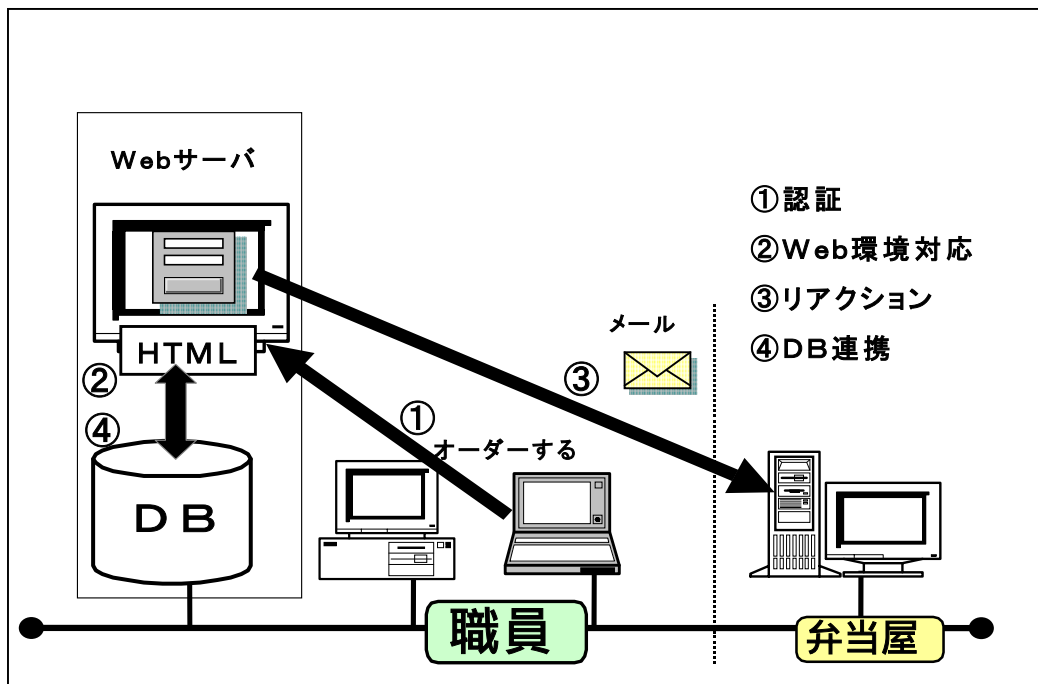 Webサーバ
HTML
②
④
DB
①
オーダーする
③
メール
①認証
②Web環境対応
③リアクション
④DB連携
職員
弁当屋